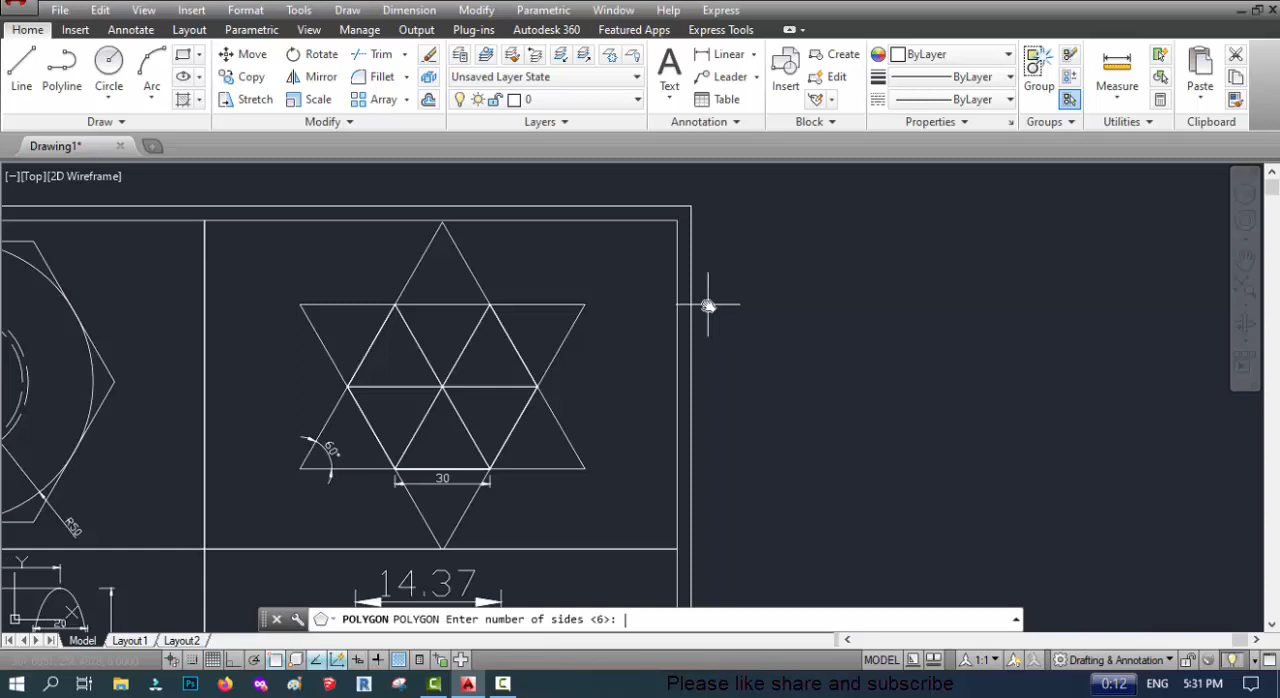 File Edit View Insert Format Tools Draw Dimension Modify Parametric Window Help Express
Home Insert Annotate Layout Parametric View Manage Output Plug-ins Autodesk 360 Featured Apps Express Tools
Line Polyline Circle Arc
Move Rotate Trim
Copy Mirror Fillet
Stretch Scale Array
Unsaved Layer State
0
Text
Linear
Leader
Table
Insert
Create
Edit
ByLayer
ByLayer
ByLayer
Group
Measure
Paste
Draw Modify Layers Annotation Block Properties Groups Utilities Clipboard
Drawing1*
[−][Top][2D Wireframe]
60°
30
R50
Y
X
20
14.37
POLYGON POLYGON Enter number of sides <6>:
Model Layout1 Layout2
MODEL 1:1 Drafting & Annotation
Please like share and subscribe
0:12 ENG 5:31 PM